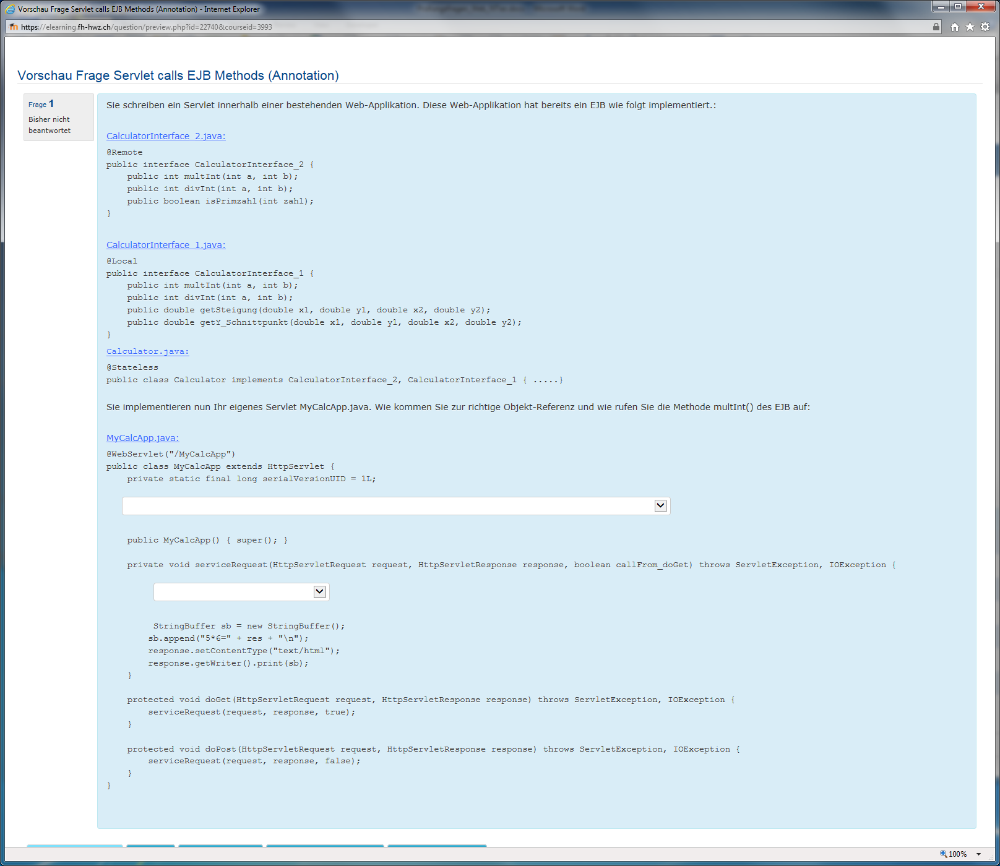 Vorschau Frage Servlet calls EJB Methods (Annotation) - Internet Explorer
https://elearning.fh-hwz.ch/question/preview.php?id=22740&courseid=3993
Vorschau Frage Servlet calls EJB Methods (Annotation)
Frage 1
Bisher nicht
beantwortet
Sie schreiben ein Servlet innerhalb einer bestehenden Web-Applikation. Diese Web-Applikation hat bereits ein EJB wie folgt implementiert.:
CalculatorInterface_2.java:
@Remote
public interface CalculatorInterface_2 {
    public int multInt(int a, int b);
    public int divInt(int a, int b);
    public boolean isPrimzahl(int zahl);
}
CalculatorInterface_1.java:
@Local
public interface CalculatorInterface_1 {
    public int multInt(int a, int b);
    public int divInt(int a, int b);
    public double getSteigung(double x1, double y1, double x2, double y2);
    public double getY_Schnittpunkt(double x1, double y1, double x2, double y2);
}
Calculator.java:
@Stateless
public class Calculator implements CalculatorInterface_2, CalculatorInterface_1 { .....}
Sie implementieren nun Ihr eigenes Servlet MyCalcApp.java. Wie kommen Sie zur richtige Objekt-Referenz und wie rufen Sie die Methode multInt() des EJB auf:
MyCalcApp.java:
@WebServlet("/MyCalcApp")
public class MyCalcApp extends HttpServlet {
    private static final long serialVersionUID = 1L;
    public MyCalcApp() { super(); }
    private void serviceRequest(HttpServletRequest request, HttpServletResponse response, boolean callFrom_doGet) throws ServletException, IOException {
         StringBuffer sb = new StringBuffer();
        sb.append("5*6=" + res + "\n");
        response.setContentType("text/html");
        response.getWriter().print(sb);
    }
    protected void doGet(HttpServletRequest request, HttpServletResponse response) throws ServletException, IOException {
        serviceRequest(request, response, true);
    }
    protected void doPost(HttpServletRequest request, HttpServletResponse response) throws ServletException, IOException {
        serviceRequest(request, response, false);
    }
}
100%